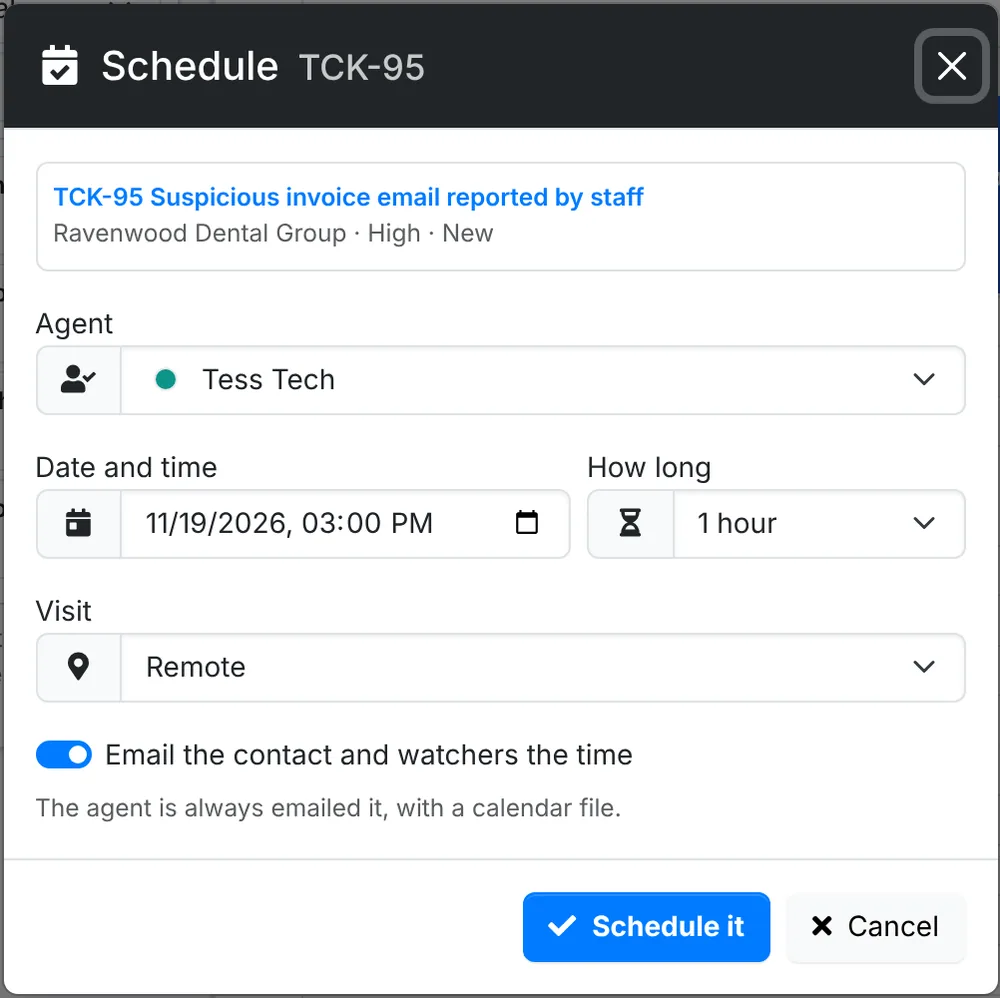 Schedule TCK-95
TCK-95 Suspicious invoice email reported by staff
Ravenwood Dental Group · High · New
Agent
Tess Tech
Date and time
How long
11/19/2026, 03:00 PM
1 hour
Visit
Remote
Email the contact and watchers the time
The agent is always emailed it, with a calendar file.
Schedule it
Cancel